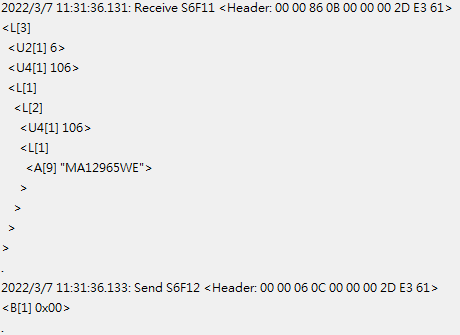 2022/3/7 11:31:36.131: Receive S6F11 <Header: 00 00 86 0B 00 00 00 2D E3 61>
<L[3]
<U2[1] 6>
<U4[1] 106>
<L[1]
<L[2]
<U4[1] 106>
<L[1]
<A[9] "MA12965WE">
>
>
>
>
.
2022/3/7 11:31:36.133: Send S6F12 <Header: 00 00 06 0C 00 00 00 2D E3 61>
<B[1] 0x00>
.